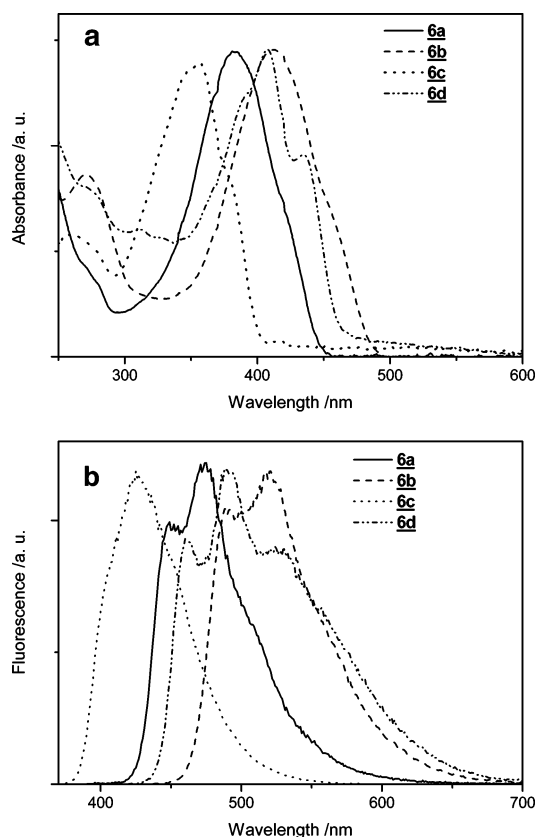 a
6a
6b
6c
6d
Absorbance /a. u.
300 400 500 600
Wavelength /nm
b
6a
6b
6c
6d
Fluorescence /a. u.
400 500 600 700
Wavelength /nm